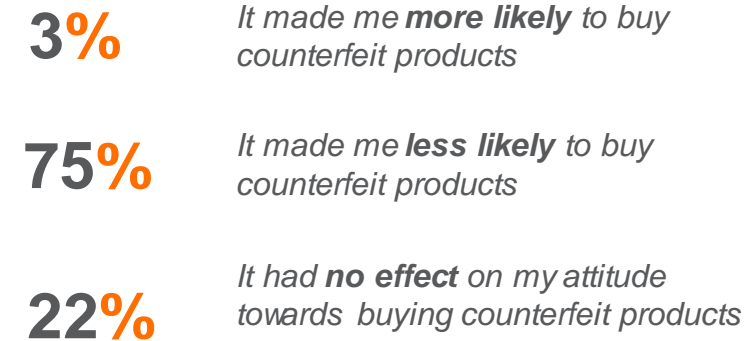 3%
It made me more likely to buy
counterfeit products
75%
It made me less likely to buy
counterfeit products
22%
It had no effect on my attitude
towards buying counterfeit products